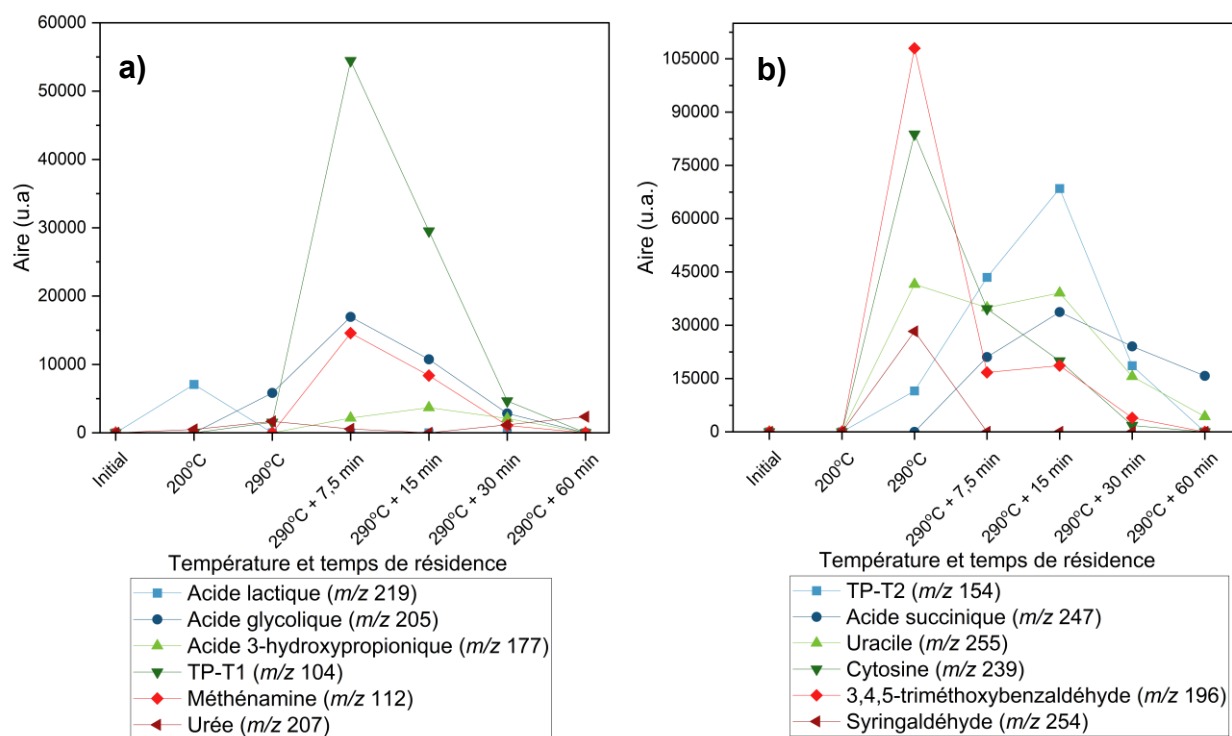 a)
60000
50000
40000
30000
20000
10000
0
Aire (u.a)
Initial
200°C
290°C
290°C + 7,5 min
290°C + 15 min
290°C + 30 min
290°C + 60 min
Température et temps de résidence
Acide lactique (m/z 219)
Acide glycolique (m/z 205)
Acide 3-hydroxypropionique (m/z 177)
TP-T1 (m/z 104)
Méthénamine (m/z 112)
Urée (m/z 207)
b)
105000
90000
75000
60000
45000
30000
15000
0
Aire (u.a.)
Initial
200°C
290°C
290°C + 7,5 min
290°C + 15 min
290°C + 30 min
290°C + 60 min
Température et temps de résidence
TP-T2 (m/z 154)
Acide succinique (m/z 247)
Uracile (m/z 255)
Cytosine (m/z 239)
3,4,5-triméthoxybenzaldéhyde (m/z 196)
Syringaldéhyde (m/z 254)